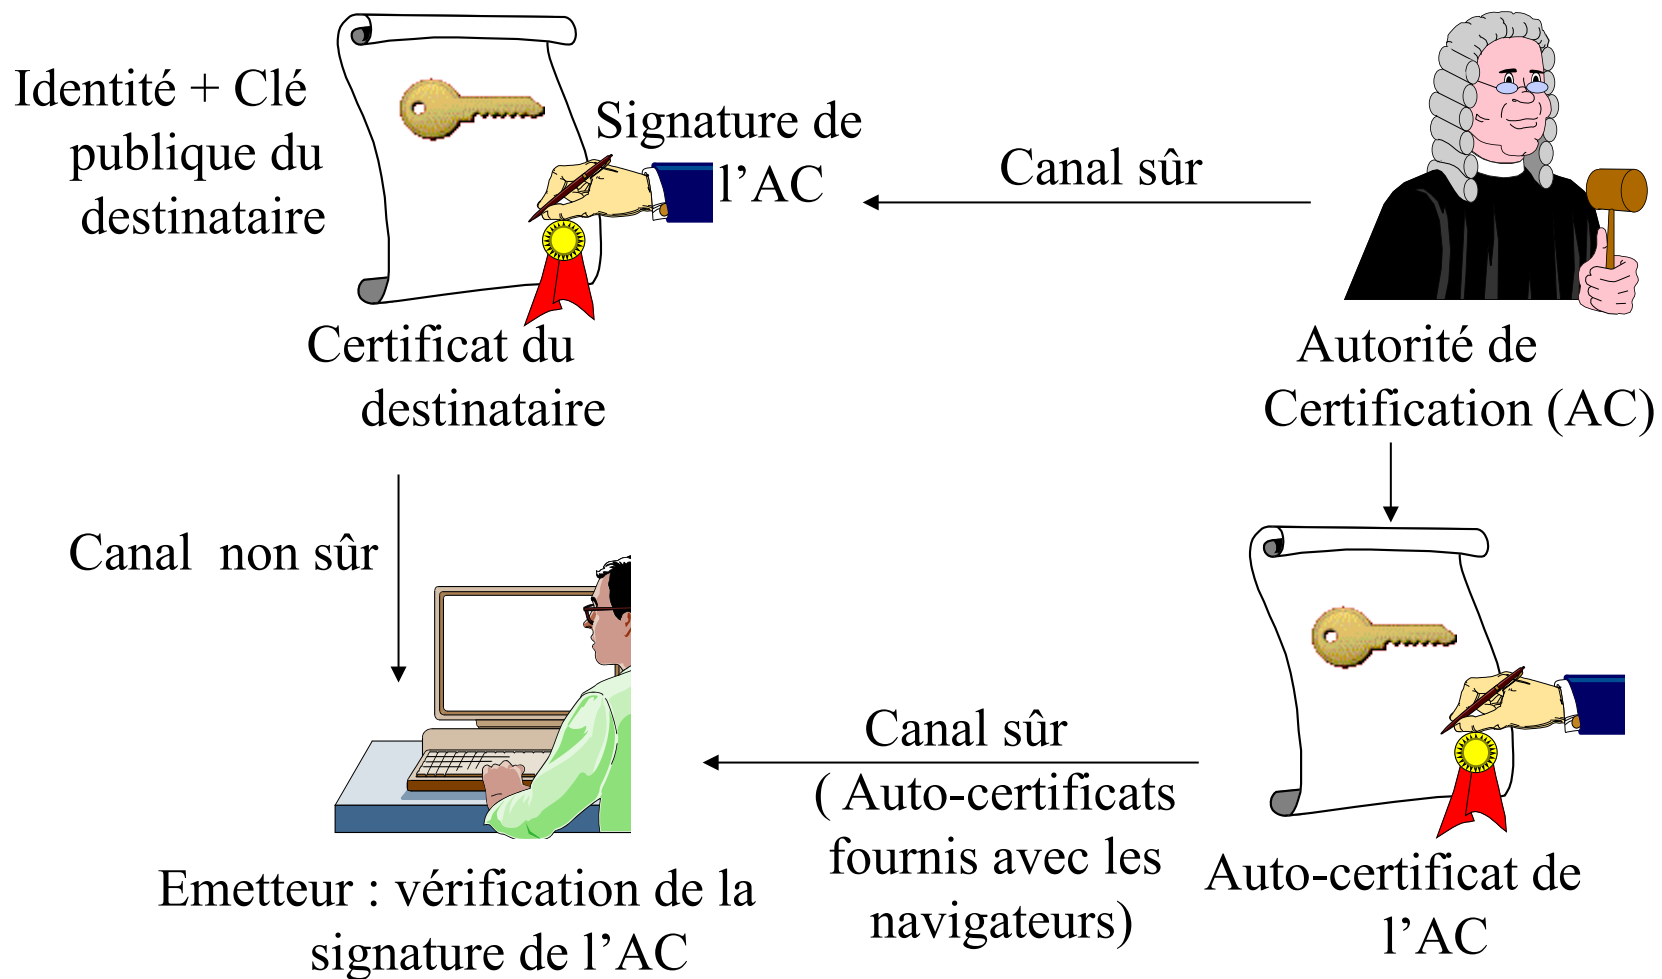 Identité + Clé
publique du
destinataire
Signature de
l’AC
Canal sûr
Certificat du
destinataire
Autorité de
Certification (AC)
Canal  non sûr
Canal sûr
( Auto-certificats
fournis avec les
navigateurs)
Auto-certificat de
l’AC
Emetteur : vérification de la
signature de l’AC